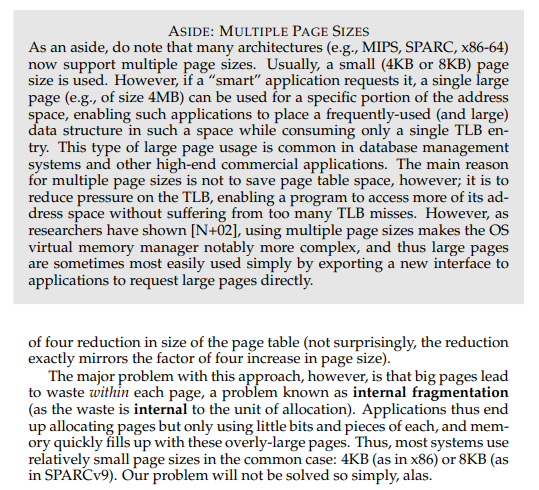 ASIDE: MULTIPLE PAGE SIZES
As an aside, do note that many architectures (e.g., MIPS, SPARC, x86-64)
now support multiple page sizes. Usually, a small (4KB or 8KB) page
size is used. However, if a “smart” application requests it, a single large
page (e.g., of size 4MB) can be used for a specific portion of the address
space, enabling such applications to place a frequently-used (and large)
data structure in such a space while consuming only a single TLB en-
try. This type of large page usage is common in database management
systems and other high-end commercial applications. The main reason
for multiple page sizes is not to save page table space, however; it is to
reduce pressure on the TLB, enabling a program to access more of its ad-
dress space without suffering from too many TLB misses. However, as
researchers have shown [N+02], using multiple page sizes makes the OS
virtual memory manager notably more complex, and thus large pages
are sometimes most easily used simply by exporting a new interface to
applications to request large pages directly.
of four reduction in size of the page table (not surprisingly, the reduction
exactly mirrors the factor of four increase in page size).
The major problem with this approach, however, is that big pages lead
to waste within each page, a problem known as internal fragmentation
(as the waste is internal to the unit of allocation). Applications thus end
up allocating pages but only using little bits and pieces of each, and mem-
ory quickly fills up with these overly-large pages. Thus, most systems use
relatively small page sizes in the common case: 4KB (as in x86) or 8KB (as
in SPARCv9). Our problem will not be solved so simply, alas.